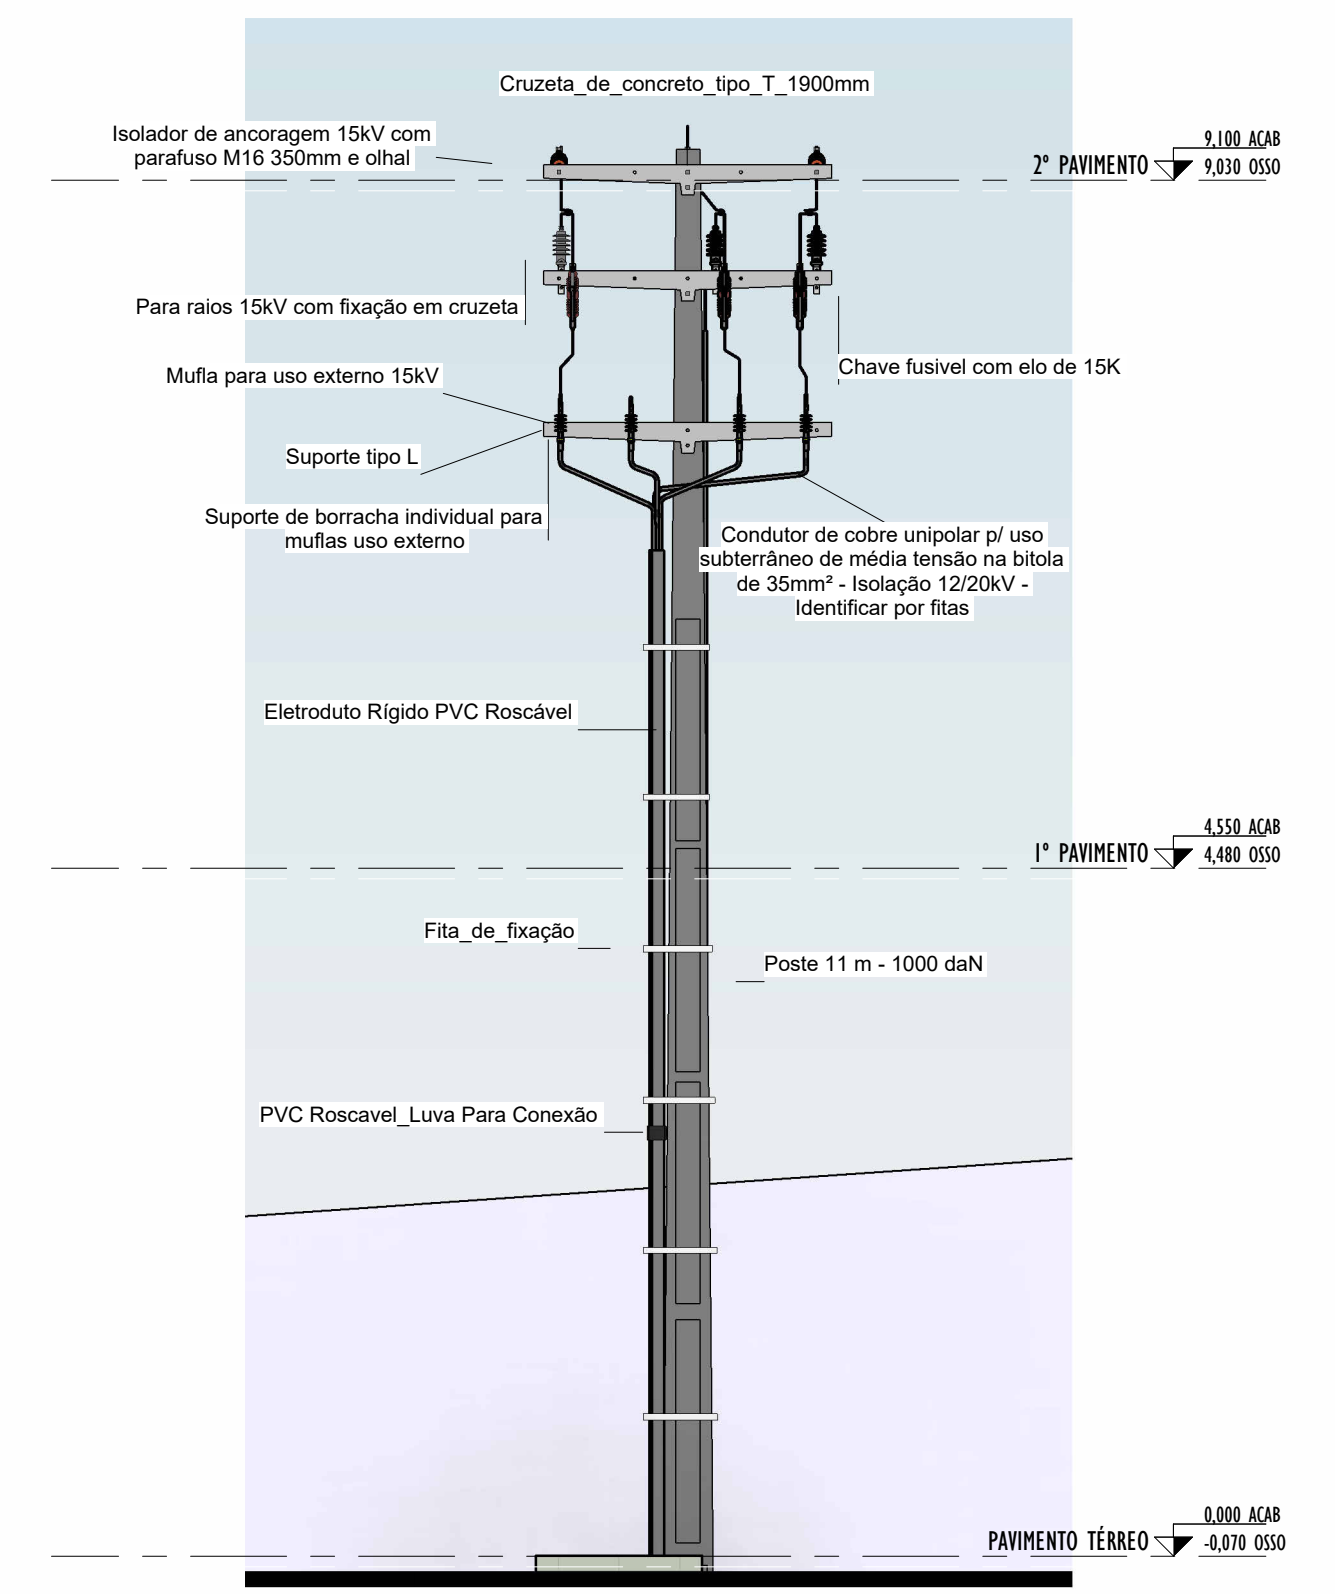 Cruzeta_de_concreto_tipo_T_1900mm
Isolador de ancoragem 15kV com
parafuso M16 350mm e olhal
9,100 ACAB
2º PAVIMENTO
9,030 OSSO
Para raios 15kV com fixação em cruzeta
Chave fusivel com elo de 15K
Mufla para uso externo 15kV
Suporte tipo L
Suporte de borracha individual para
muflas uso externo
Condutor de cobre unipolar p/ uso
subterrâneo de média tensão na bitola
de 35mm² - Isolação 12/20kV -
Identificar por fitas
Eletroduto Rígido PVC Roscável
4,550 ACAB
1º PAVIMENTO
4,480 OSSO
Fita_de_fixação
Poste 11 m - 1000 daN
PVC Roscavel_Luva Para Conexão
0,000 ACAB
PAVIMENTO TÉRREO
-0,070 OSSO